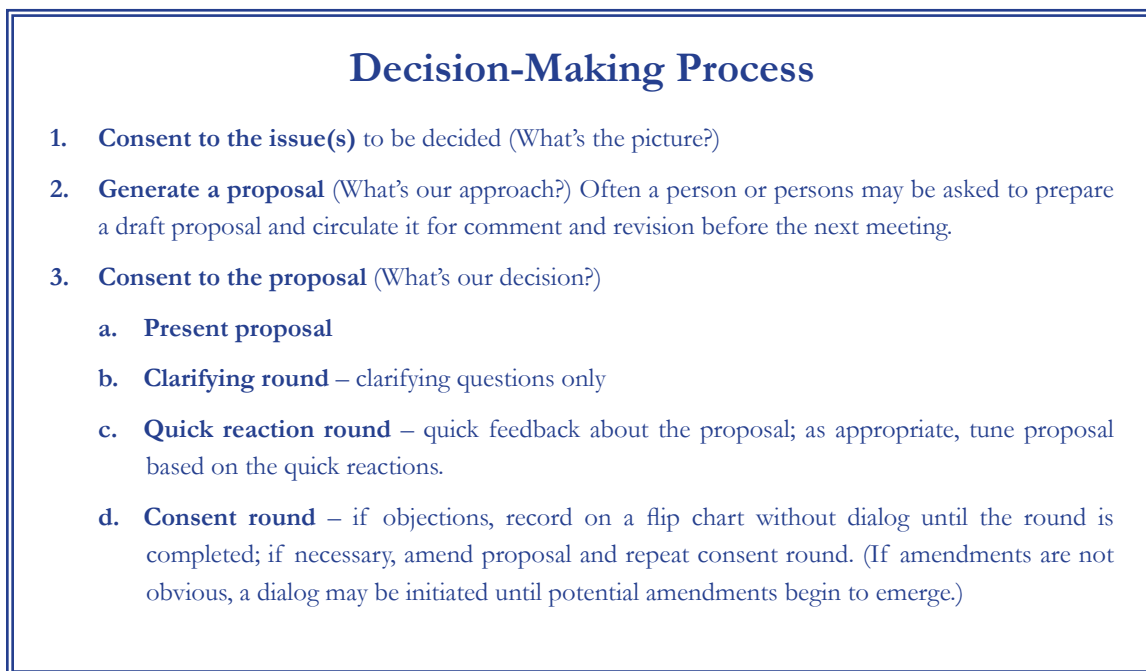 Decision-Making Process
1. Consent to the issue(s) to be decided (What's the picture?)
2. Generate a proposal (What's our approach?) Often a person or persons may be asked to prepare
a draft proposal and circulate it for comment and revision before the next meeting.
3. Consent to the proposal (What's our decision?)
a. Present proposal
b. Clarifying round – clarifying questions only
c. Quick reaction round – quick feedback about the proposal; as appropriate, tune proposal
based on the quick reactions.
d. Consent round – if objections, record on a flip chart without dialog until the round is
completed; if necessary, amend proposal and repeat consent round. (If amendments are not
obvious, a dialog may be initiated until potential amendments begin to emerge.)